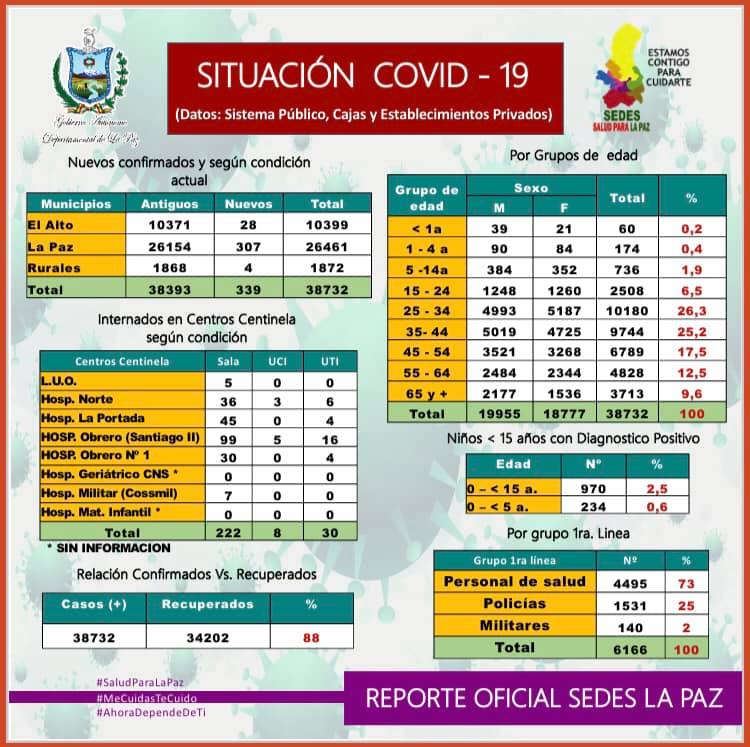 Gobierno Autónomo
Departamental de La Paz
SITUACIÓN COVID - 19
(Datos: Sistema Público, Cajas y Establecimientos Privados)
ESTAMOS
CONTIGO
PARA
CUIDARTE
SEDES
SALUD PARA LA PAZ
Nuevos confirmados y según condición
actual
Municipios Antiguos Nuevos Total
El Alto 10371 28 10399
La Paz 26154 307 26461
Rurales 1868 4 1872
Total 38393 339 38732
Internados en Centros Centinela
según condición
Centros Centinela Sala UCI UTI
L.U.O. 5 0 0
Hosp. Norte 36 3 6
Hosp. La Portada 45 0 4
HOSP. Obrero (Santiago II) 99 5 16
HOSP. Obrero Nº 1 30 0 4
Hosp. Geriátrico CNS * 0 0 0
Hosp. Militar (Cossmil) 7 0 0
Hosp. Mat. Infantil * 0 0 0
Total 222 8 30
* SIN INFORMACION
Relación Confirmados Vs. Recuperados
Casos (+) Recuperados %
38732 34202 88
Por Grupos de edad
Grupo de
edad
Sexo
M F
Total %
< 1a 39 21 60 0,2
1 - 4 a 90 84 174 0,4
5 -14a 384 352 736 1,9
15 - 24 1248 1260 2508 6,5
25 - 34 4993 5187 10180 26,3
35- 44 5019 4725 9744 25,2
45 - 54 3521 3268 6789 17,5
55 - 64 2484 2344 4828 12,5
65 y + 2177 1536 3713 9,6
Total 19955 18777 38732 100
Niños < 15 años con Diagnostico Positivo
Edad Nº %
0 – < 15 a. 970 2,5
0 – < 5 a. 234 0,6
Por grupo 1ra. Linea
Grupo 1ra línea Nº %
Personal de salud 4495 73
Policías 1531 25
Militares 140 2
Total 6166 100
#SaludParaLaPaz
#MeCuidasTeCuido
#AhoraDependeDeTi
REPORTE OFICIAL SEDES LA PAZ